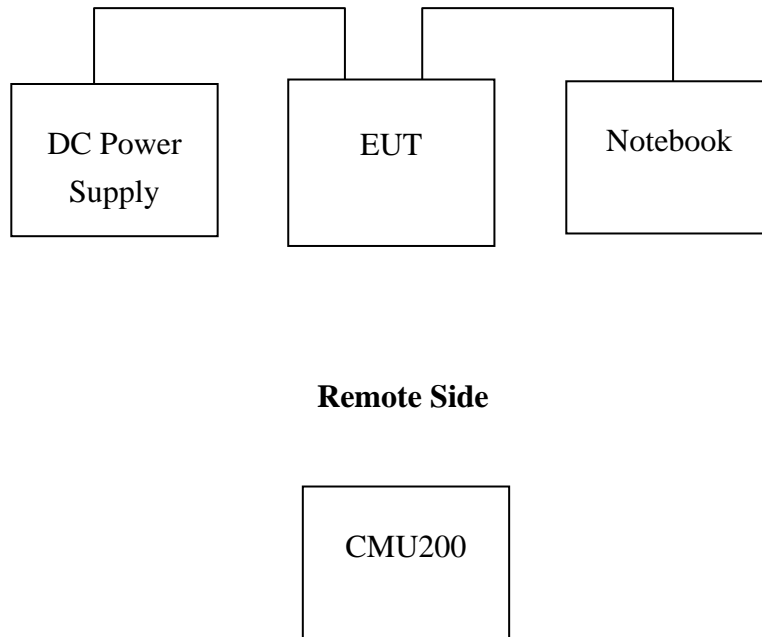 DC Power
Supply
EUT
Notebook
Remote Side
CMU200